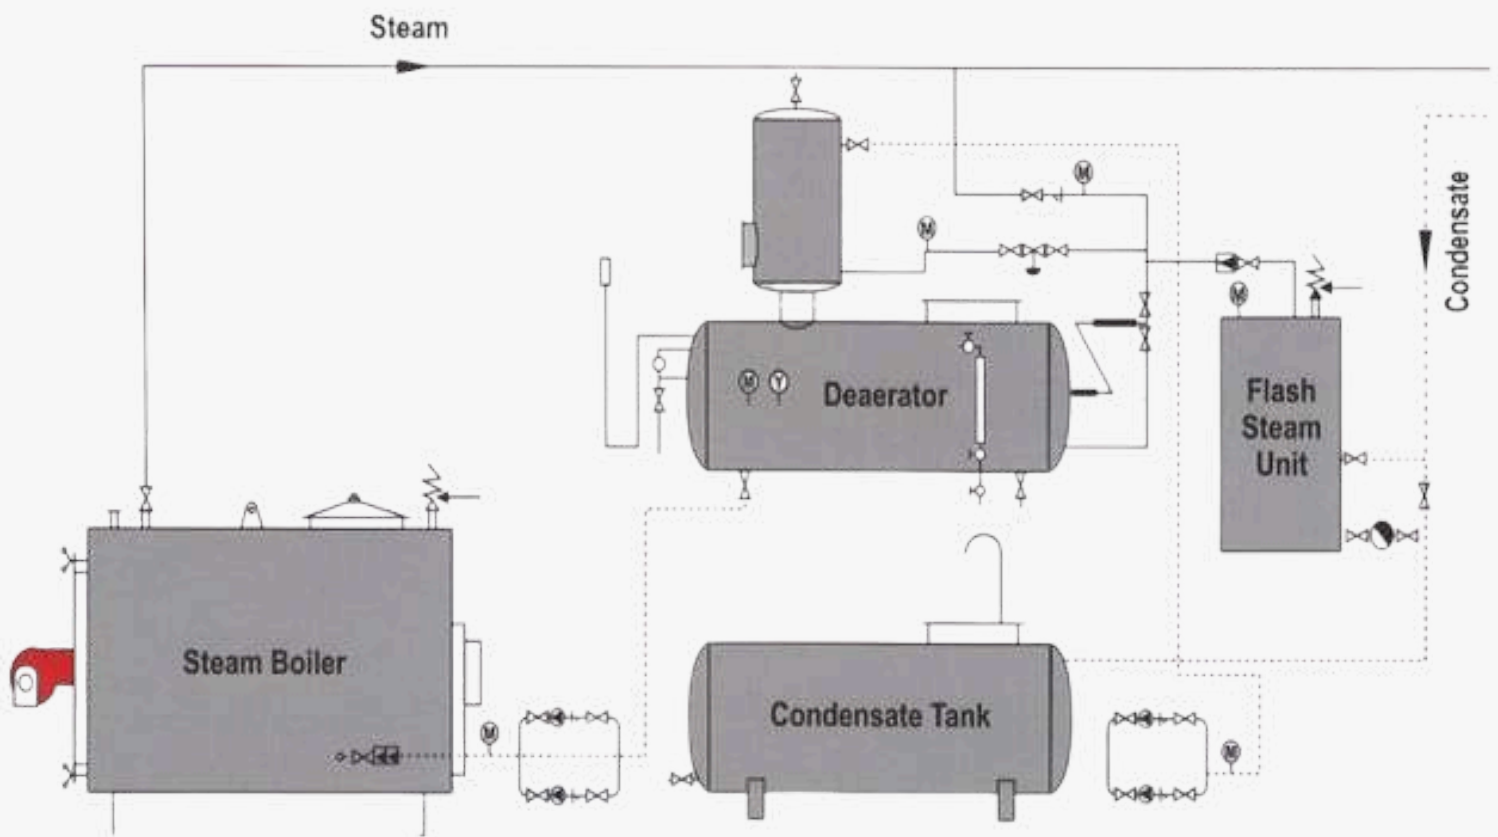 Steam
M
M
Condensate
M
M
Y
Deaerator
Flash
Steam
Unit
Steam Boiler
Condensate Tank
M
M